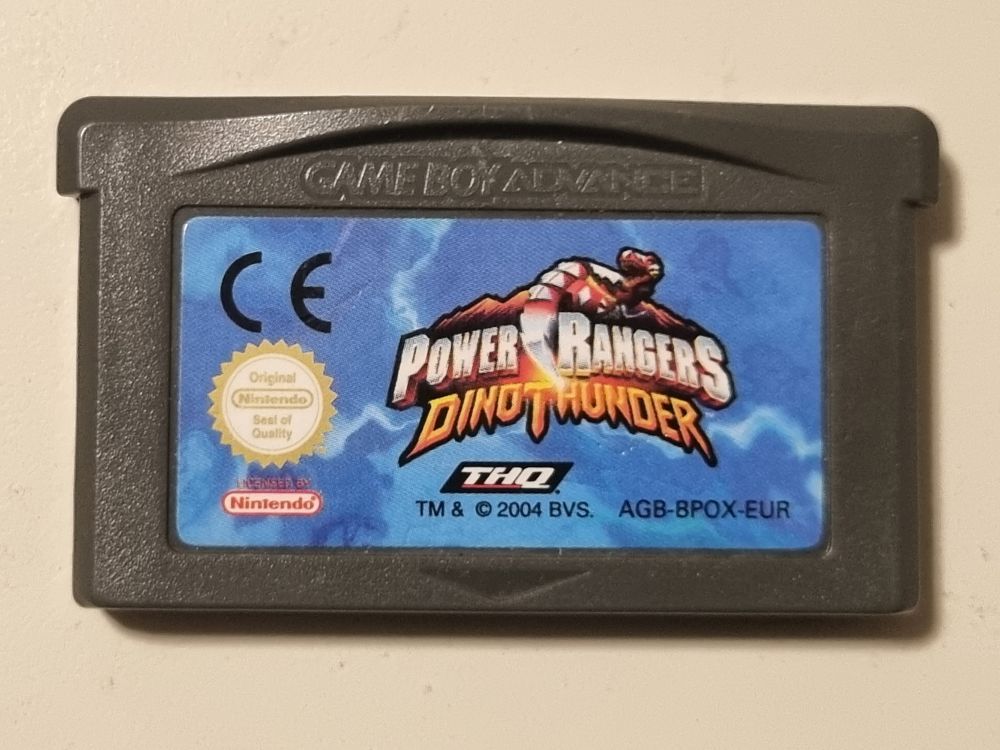 GAME BOY ADVANCE
CE
POWER RANGERS
DINO THUNDER
Original
Nintendo
Seal of
Quality
LICENSED BY
Nintendo
THQ
TM & © 2004 BVS. AGB-BPOX-EUR